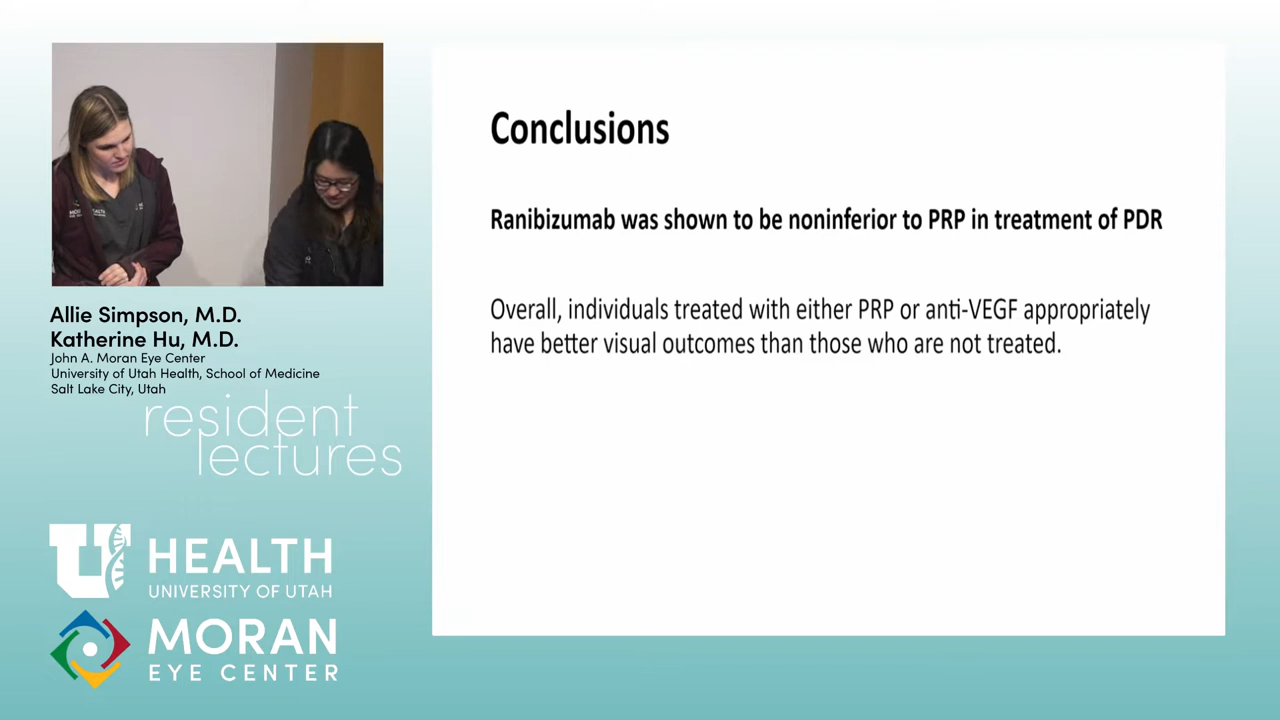 Conclusions
Ranibizumab was shown to be noninferior to PRP in treatment of PDR
Overall, individuals treated with either PRP or anti-VEGF appropriately
have better visual outcomes than those who are not treated.
Allie Simpson, M.D.
Katherine Hu, M.D.
John A. Moran Eye Center
University of Utah Health, School of Medicine
Salt Lake City, Utah
resident
lectures
U HEALTH
UNIVERSITY OF UTAH
MORAN
EYE CENTER